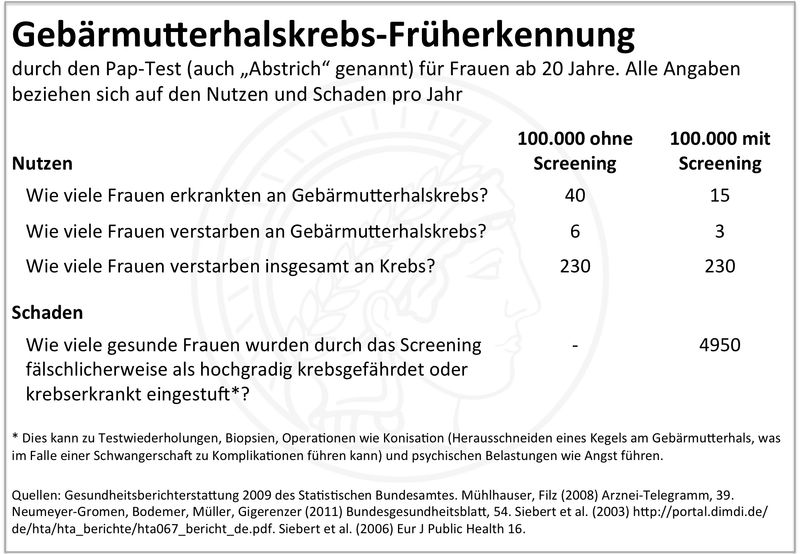 Gebärmutterhalskrebs-Früherkennung
durch den Pap-Test (auch „Abstrich“ genannt) für Frauen ab 20 Jahre. Alle Angaben
beziehen sich auf den Nutzen und Schaden pro Jahr
100.000 ohne 100.000 mit
Nutzen Screening Screening
Wie viele Frauen erkrankten an Gebärmutterhalskrebs? 40 15
Wie viele Frauen verstarben an Gebärmutterhalskrebs? 6 3
Wie viele Frauen verstarben insgesamt an Krebs? 230 230
Schaden
Wie viele gesunde Frauen wurden durch das Screening - 4950
fälschlicherweise als hochgradig krebsgefährdet oder
krebserkrankt eingestuft*?
* Dies kann zu Testwiederholungen, Biopsien, Operationen wie Konisation (Herausschneiden eines Kegels am Gebärmutterhals, was
im Falle einer Schwangerschaft zu Komplikationen führen kann) und psychischen Belastungen wie Angst führen.
Quellen: Gesundheitsberichterstattung 2009 des Statistischen Bundesamtes. Mühlhauser, Filz (2008) Arznei-Telegramm, 39.
Neumeyer-Gromen, Bodemer, Müller, Gigerenzer (2011) Bundesgesundheitsblatt, 54. Siebert et al. (2003) http://portal.dimdi.de/
de/hta/hta_berichte/hta067_bericht_de.pdf. Siebert et al. (2006) Eur J Public Health 16.